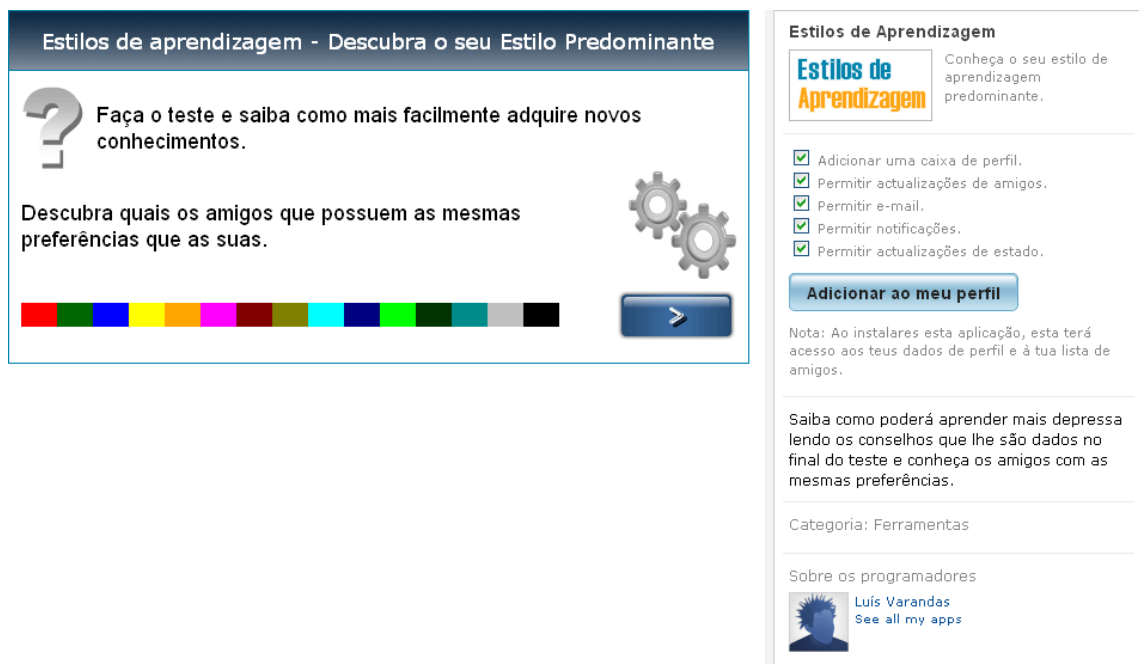 Estilos de aprendizagem - Descubra o seu Estilo Predominante
Faça o teste e saiba como mais facilmente adquire novos
conhecimentos.
Descubra quais os amigos que possuem as mesmas
preferências que as suas.
>
Estilos de Aprendizagem
Estilos de
Aprendizagem
Conheça o seu estilo de
aprendizagem
predominante.
Adicionar uma caixa de perfil.
Permitir actualizações de amigos.
Permitir e-mail.
Permitir notificações.
Permitir actualizações de estado.
Adicionar ao meu perfil
Nota: Ao instalares esta aplicação, esta terá
acesso aos teus dados de perfil e à tua lista de
amigos.
Saiba como poderá aprender mais depressa
lendo os conselhos que lhe são dados no
final do teste e conheça os amigos com as
mesmas preferências.
Categoria: Ferramentas
Sobre os programadores
Luís Varandas
See all my apps